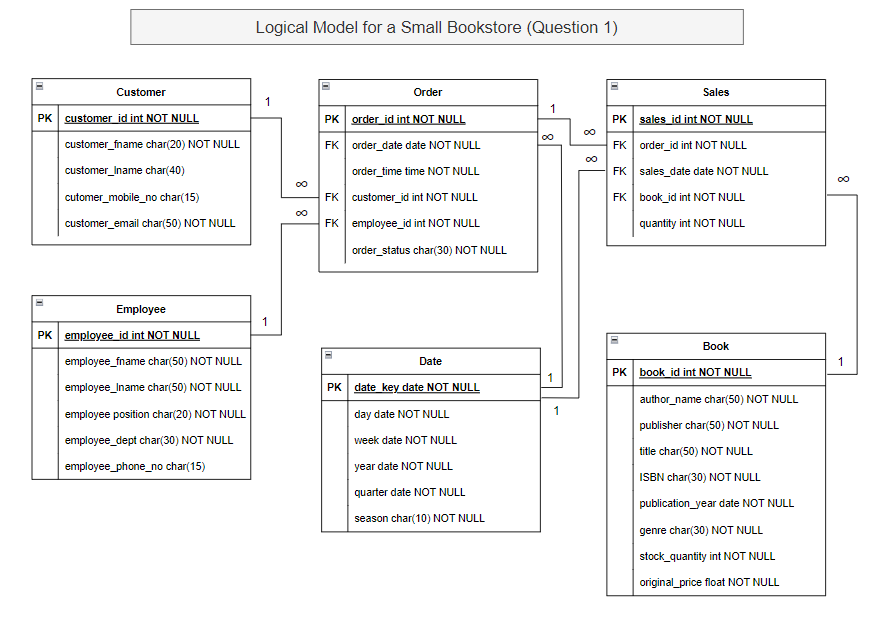 Logical Model for a Small Bookstore (Question 1)
Customer
PK customer_id int NOT NULL
customer_fname char(20) NOT NULL
customer_lname char(40)
cutomer_mobile_no char(15)
customer_email char(50) NOT NULL
1
∞
Order
PK order_id int NOT NULL
FK order_date date NOT NULL
order_time time NOT NULL
FK customer_id int NOT NULL
FK employee_id int NOT NULL
order_status char(30) NOT NULL
1
∞
∞
∞
Sales
PK sales_id int NOT NULL
FK order_id int NOT NULL
FK sales_date date NOT NULL
FK book_id int NOT NULL
quantity int NOT NULL
∞
Employee
PK employee_id int NOT NULL
employee_fname char(50) NOT NULL
employee_lname char(50) NOT NULL
employee position char(20) NOT NULL
employee_dept char(30) NOT NULL
employee_phone_no char(15)
∞
1
Date
PK date_key date NOT NULL
day date NOT NULL
week date NOT NULL
year date NOT NULL
quarter date NOT NULL
season char(10) NOT NULL
1
1
Book
PK book_id int NOT NULL
author_name char(50) NOT NULL
publisher char(50) NOT NULL
title char(50) NOT NULL
ISBN char(30) NOT NULL
publication_year date NOT NULL
genre char(30) NOT NULL
stock_quantity int NOT NULL
original_price float NOT NULL
1